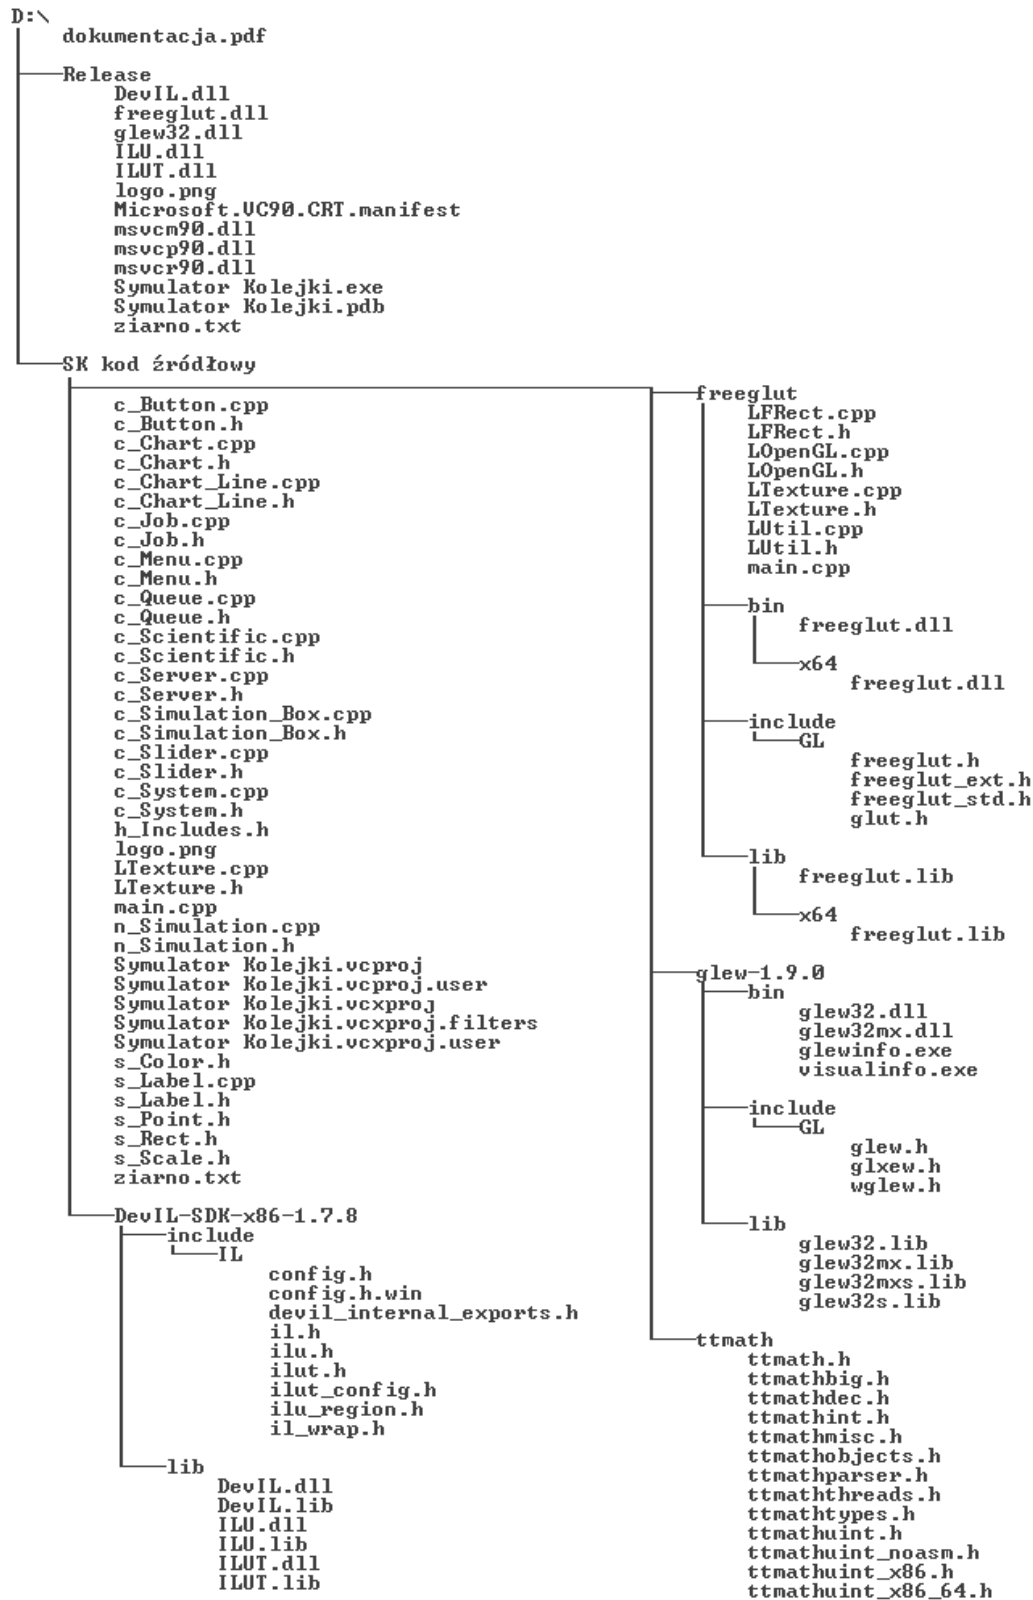 D:\
dokumentacja.pdf
Release
DevIL.dll
freeglut.dll
glew32.dll
ILU.dll
ILUT.dll
logo.png
Microsoft.VC90.CRT.manifest
msvcm90.dll
msvcp90.dll
msvcr90.dll
Symulator Kolejki.exe
Symulator Kolejki.pdb
ziarno.txt
SK kod źródłowy
c_Button.cpp
c_Button.h
c_Chart.cpp
c_Chart.h
c_Chart_Line.cpp
c_Chart_Line.h
c_Job.cpp
c_Job.h
c_Menu.cpp
c_Menu.h
c_Queue.cpp
c_Queue.h
c_Scientific.cpp
c_Scientific.h
c_Server.cpp
c_Server.h
c_Simulation_Box.cpp
c_Simulation_Box.h
c_Slider.cpp
c_Slider.h
c_System.cpp
c_System.h
h_Includes.h
logo.png
LTexture.cpp
LTexture.h
main.cpp
n_Simulation.cpp
n_Simulation.h
Symulator Kolejki.vcproj
Symulator Kolejki.vcproj.user
Symulator Kolejki.vcxproj
Symulator Kolejki.vcxproj.filters
Symulator Kolejki.vcxproj.user
s_Color.h
s_Label.cpp
s_Label.h
s_Point.h
s_Rect.h
s_Scale.h
ziarno.txt
DevIL-SDK-x86-1.7.8
include
IL
config.h
config.h.win
devil_internal_exports.h
il.h
ilu.h
ilut.h
ilut_config.h
ilu_region.h
il_wrap.h
lib
DevIL.dll
DevIL.lib
ILU.dll
ILU.lib
ILUT.dll
ILUT.lib
freeglut
LFRect.cpp
LFRect.h
LOpenGL.cpp
LOpenGL.h
LTexture.cpp
LTexture.h
LUtil.cpp
LUtil.h
main.cpp
bin
freeglut.dll
x64
freeglut.dll
include
GL
freeglut.h
freeglut_ext.h
freeglut_std.h
glut.h
lib
freeglut.lib
x64
freeglut.lib
glew-1.9.0
bin
glew32.dll
glew32mx.dll
glewinfo.exe
visualinfo.exe
include
GL
glew.h
glxew.h
wglew.h
lib
glew32.lib
glew32mx.lib
glew32mxs.lib
glew32s.lib
ttmath
ttmath.h
ttmathbig.h
ttmathdec.h
ttmathint.h
ttmathmisc.h
ttmathobjects.h
ttmathparser.h
ttmaththreads.h
ttmathtypes.h
ttmathuint.h
ttmathuint_noasm.h
ttmathuint_x86.h
ttmathuint_x86_64.h